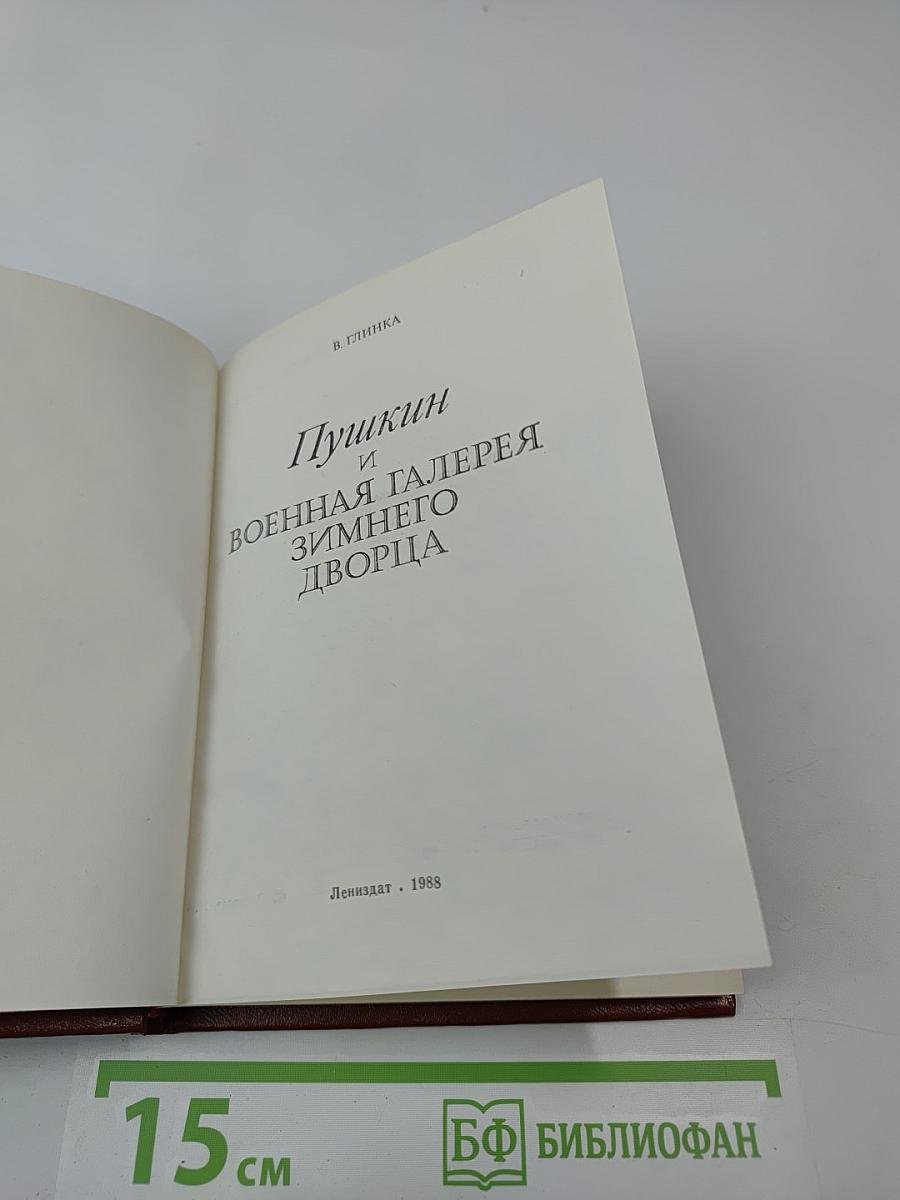 В. ГЛИНКА
Пушкин
И
ВОЕННАЯ ГАЛЕРЕЯ
ЗИМНЕГО
ДВОРЦА
Лениздат . 1988
15 см
БФ БИБЛИОФАН